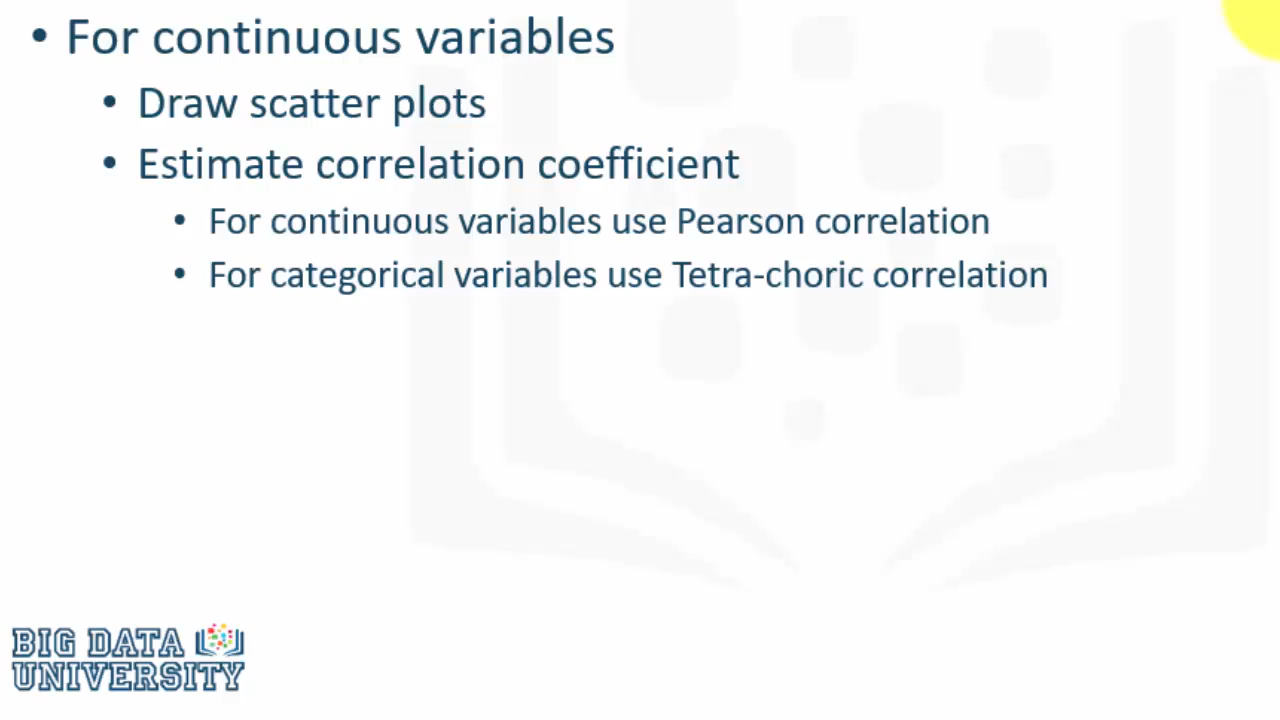 • For continuous variables
• Draw scatter plots
• Estimate correlation coefficient
• For continuous variables use Pearson correlation
• For categorical variables use Tetra-choric correlation
BIG DATA
UNIVERSITY